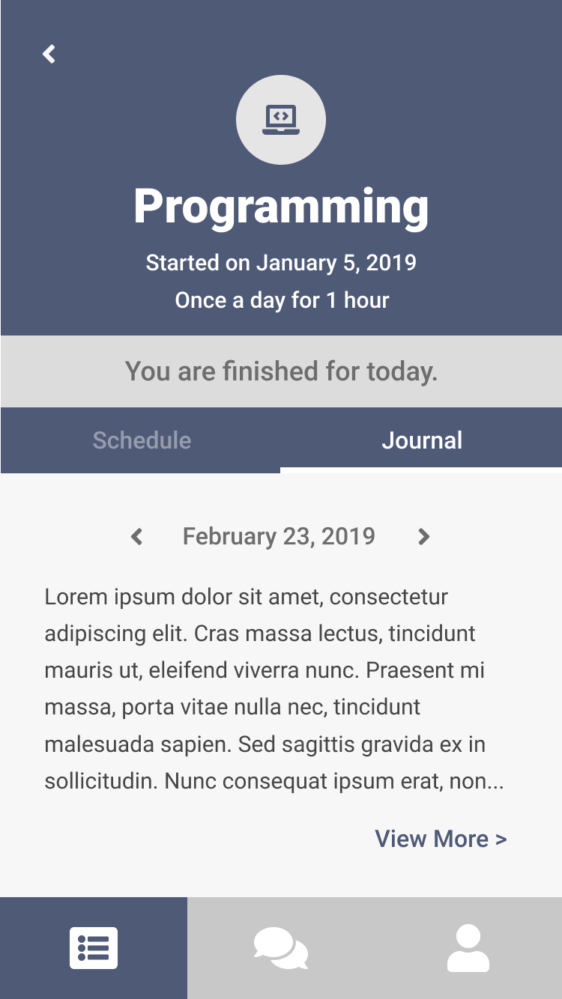 Programming
Started on January 5, 2019
Once a day for 1 hour
You are finished for today.
Schedule
Journal
February 23, 2019
Lorem ipsum dolor sit amet, consectetur
adipiscing elit. Cras massa lectus, tincidunt
mauris ut, eleifend viverra nunc. Praesent mi
massa, porta vitae nulla nec, tincidunt
malesuada sapien. Sed sagittis gravida ex in
sollicitudin. Nunc consequat ipsum erat, non...
View More >